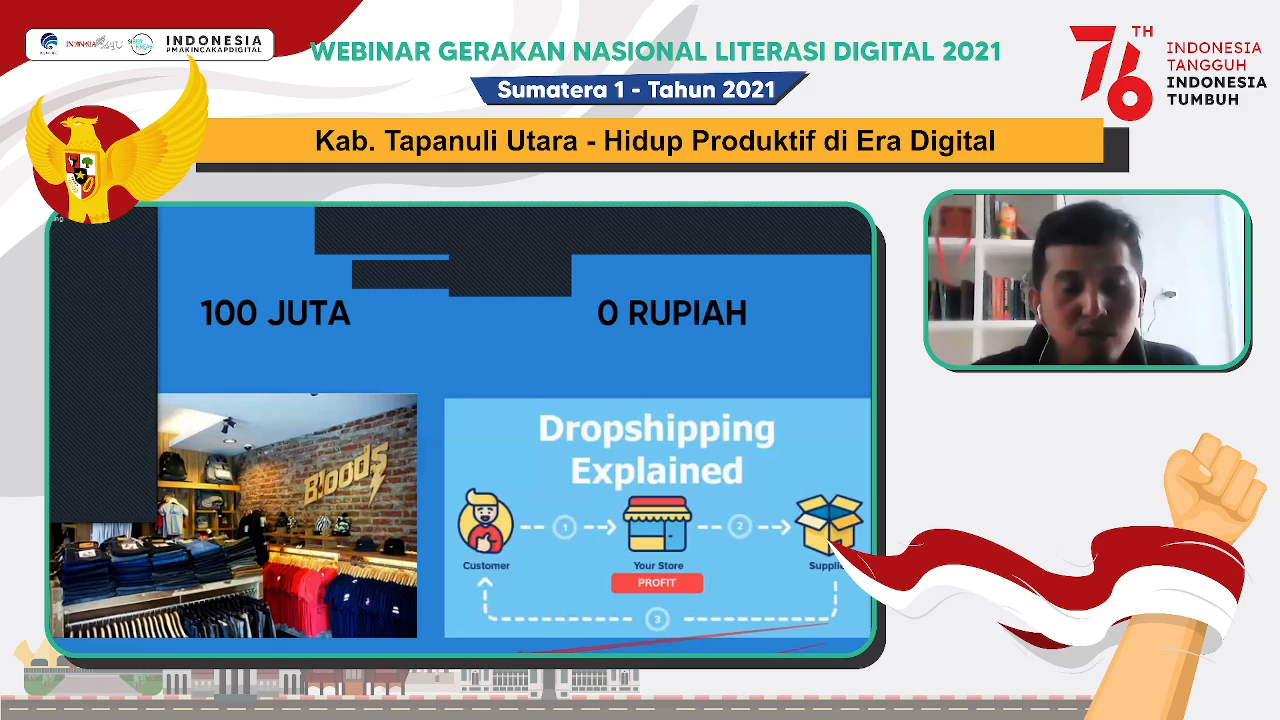 INDONESIA
#MAKINCAKAPDIGITAL
WEBINAR GERAKAN NASIONAL LITERASI DIGITAL 2021
Sumatera 1 - Tahun 2021
76 TH
INDONESIA
TANGGUH
INDONESIA
TUMBUH
Kab. Tapanuli Utara - Hidup Produktif di Era Digital
100 JUTA
0 RUPIAH
Bloods
Dropshipping
Explained
1
2
Customer
Your Store
Supplie
PROFIT
3